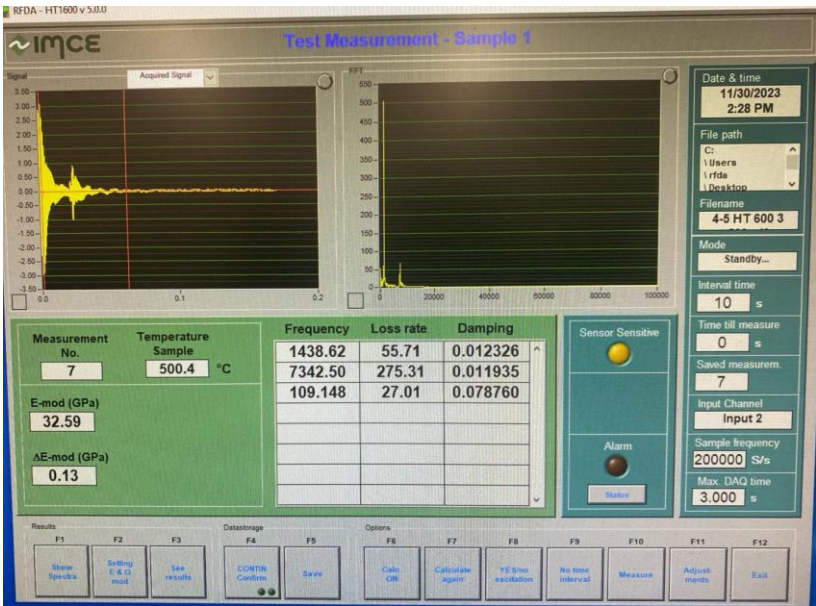 RFDA - HT1600 v 5.0.0
IMCE
Test Measurement - Sample 1
Signal
Acquired Signal
3.50
3.00
2.50
2.00
1.50
1.00
0.50
0.00
-0.50
-1.00
-1.50
-2.00
-2.50
-3.00
-3.50
0.0 0.1 0.2
FFT
550
500
450
400
350
300
250
200
150
100
50
0
0 20000 40000 60000 80000 100000
Date & time
11/30/2023
2:28 PM
File path
C:
\Users
\rfda
\Desktop
Filename
4-5 HT 600 3
Mode
Standby...
Interval time
10 s
Time till measure
0 s
Saved measurem.
7
Input Channel
Input 2
Sample frequency
200000 S/s
Max. DAQ time
3.000 s
Measurement No.
7
Temperature Sample
500.4 °C
E-mod (GPa)
32.59
ΔE-mod (GPa)
0.13
Frequency Loss rate Damping
1438.62 55.71 0.012326
7342.50 275.31 0.011935
109.148 27.01 0.078760
Sensor Sensitive
Alarm
Status
Results
Datastorage
Options
F1 F2 F3 F4 F5 F6 F7 F8 F9 F10 F11 F12
Show Spectra
Setting E & G mod
See results
CONTIN Confirm
Save
Calc ON
Calculate again
YES/no excitation
No time interval
Measure
Adjust- ments
Exit